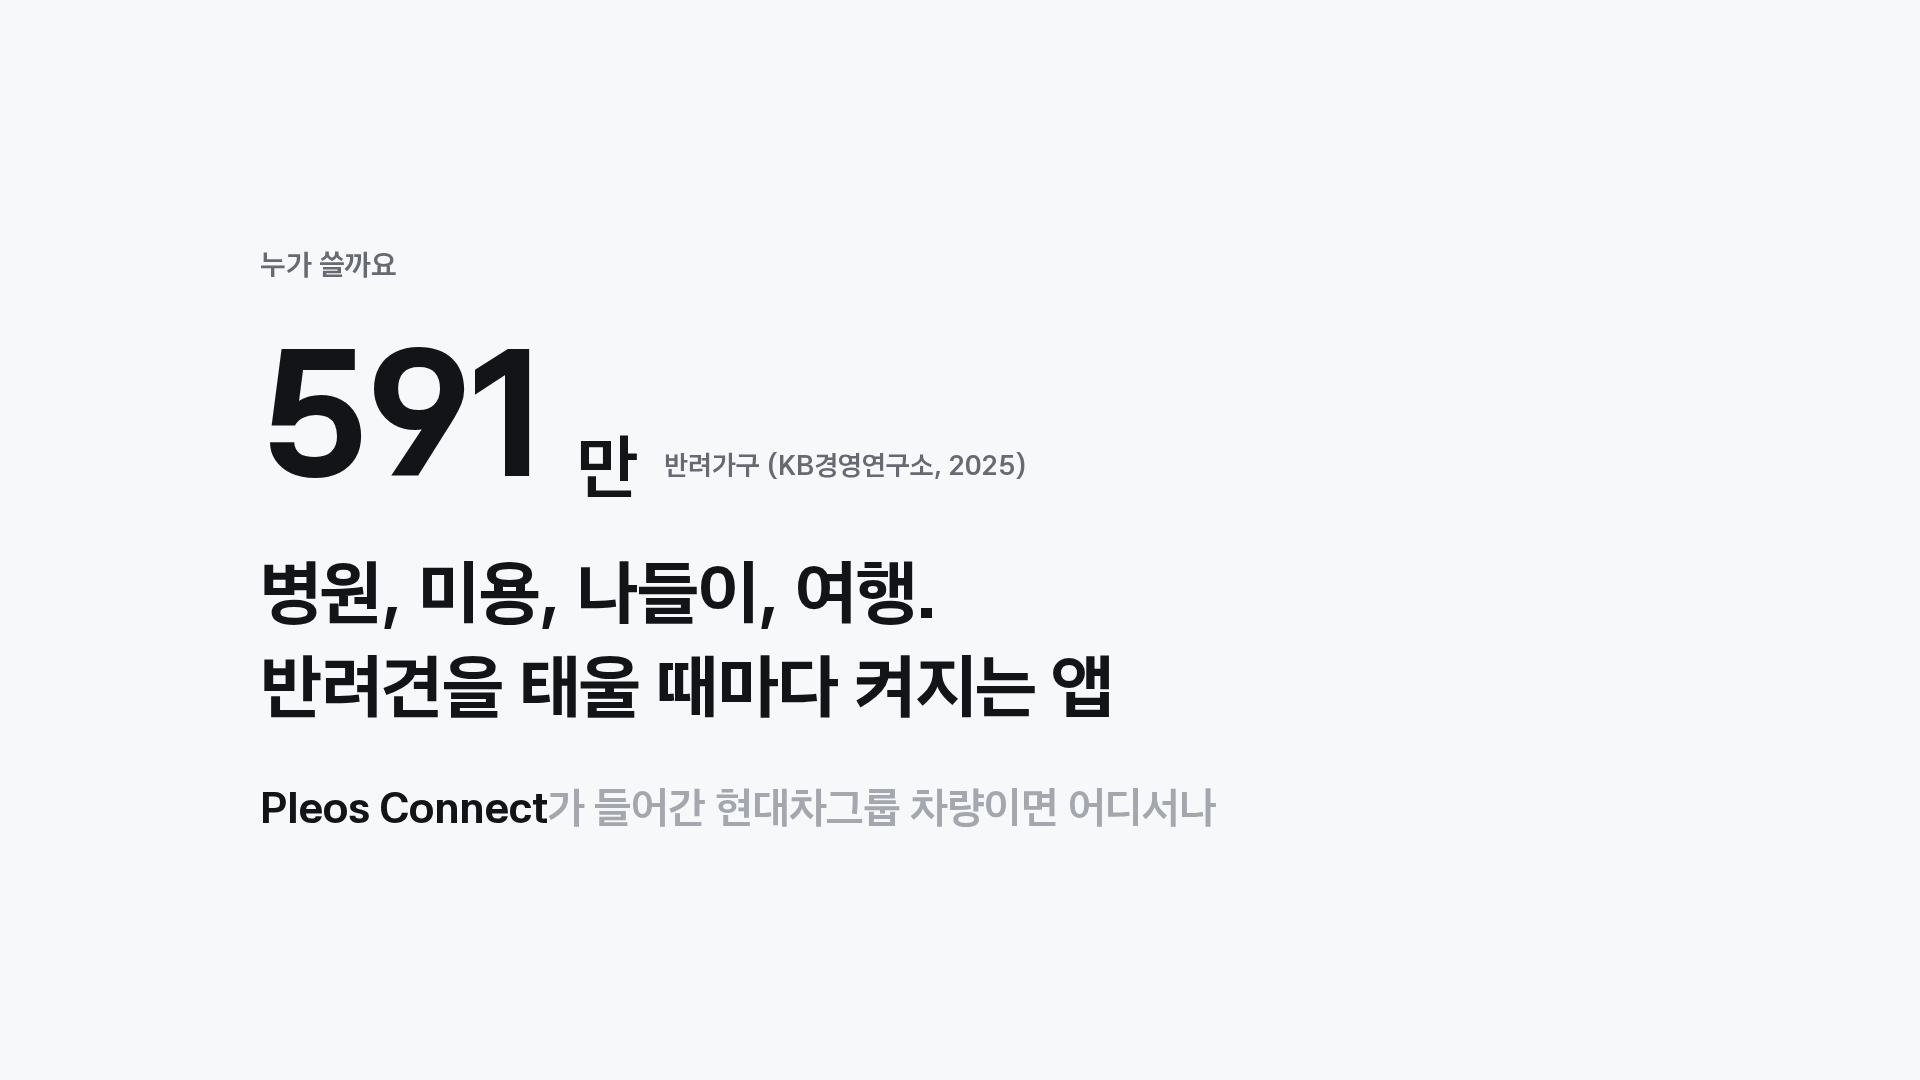 누가 쓸까요
591만 반려가구 (KB경영연구소, 2025)
병원, 미용, 나들이, 여행.
반려견을 태울 때마다 켜지는 앱
Pleos Connect가 들어간 현대차그룹 차량이면 어디서나